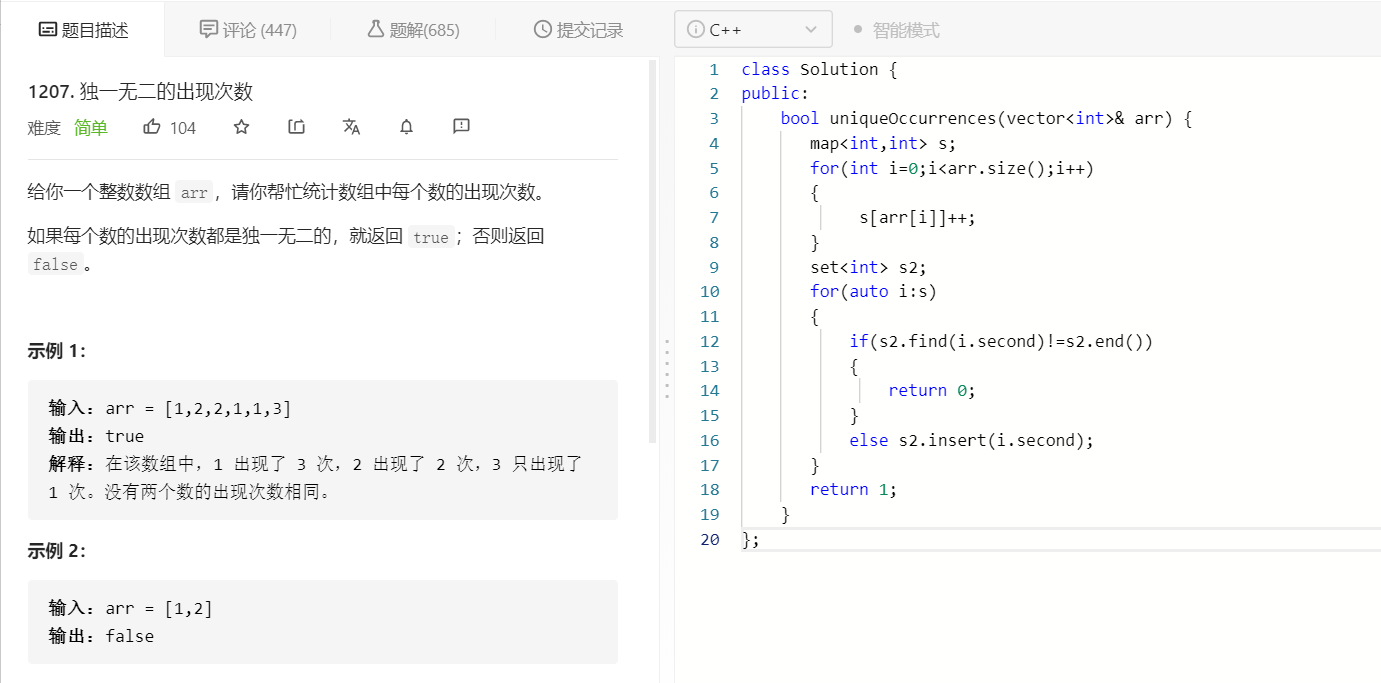 题目描述 评论 (447) 题解(685) 提交记录 C++ 智能模式
1207. 独一无二的出现次数
难度 简单 104
给你一个整数数组 arr，请你帮忙统计数组中每个数的出现次数。
如果每个数的出现次数都是独一无二的，就返回 true；否则返回
false。
示例 1：
输入：arr = [1,2,2,1,1,3]
输出：true
解释：在该数组中，1 出现了 3 次，2 出现了 2 次，3 只出现了
1 次。没有两个数的出现次数相同。
示例 2：
输入：arr = [1,2]
输出：false
1 class Solution {
2 public:
3     bool uniqueOccurrences(vector<int>& arr) {
4        map<int,int> s;
5        for(int i=0;i<arr.size();i++)
6        {
7             s[arr[i]]++;
8        }
9        set<int> s2;
10        for(auto i:s)
11        {
12            if(s2.find(i.second)!=s2.end())
13            {
14                return 0;
15            }
16            else s2.insert(i.second);
17        }
18        return 1;
19     }
20 };